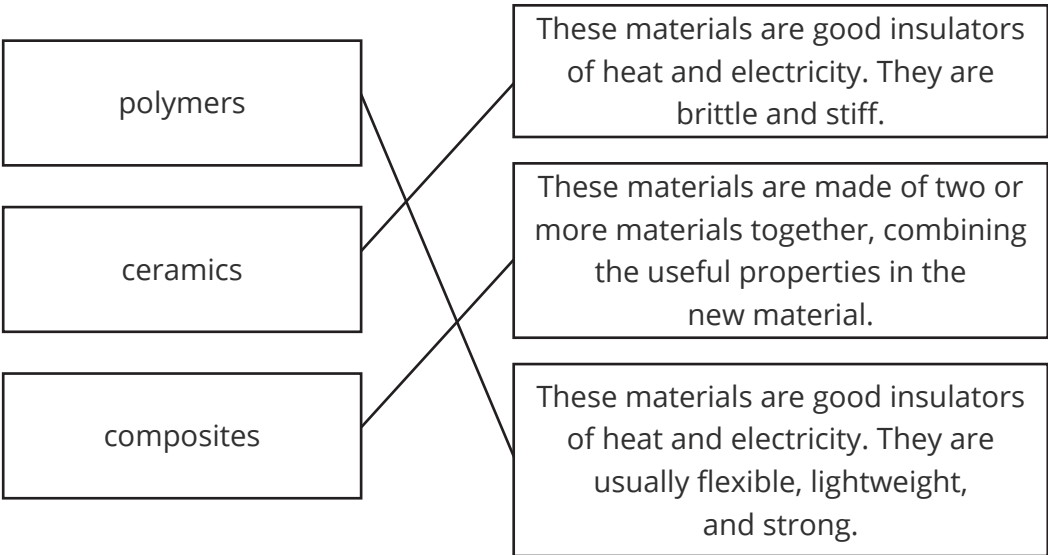 polymers
ceramics
composites
These materials are good insulators
of heat and electricity. They are
brittle and stiff.
These materials are made of two or
more materials together, combining
the useful properties in the
new material.
These materials are good insulators
of heat and electricity. They are
usually flexible, lightweight,
and strong.